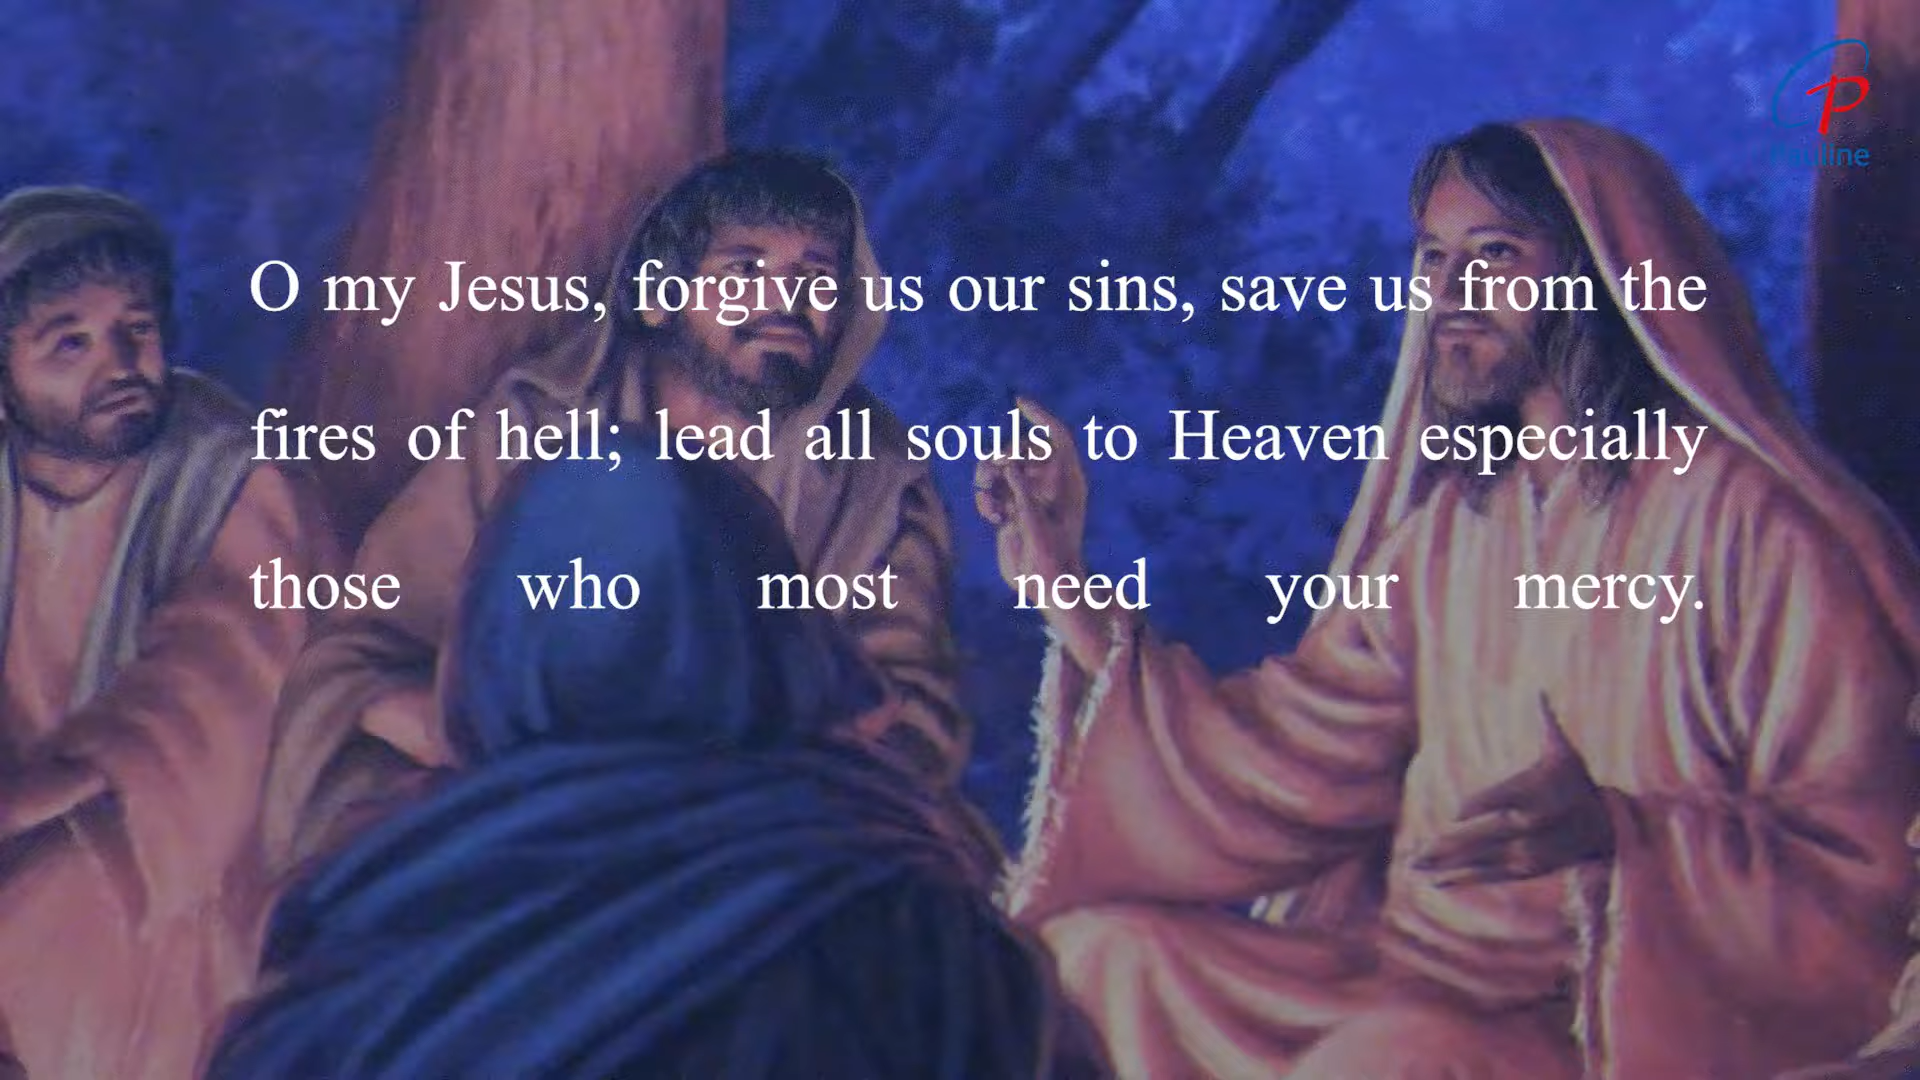 Pauline
O my Jesus, forgive us our sins, save us from the
fires of hell; lead all souls to Heaven especially
those who most need your mercy.